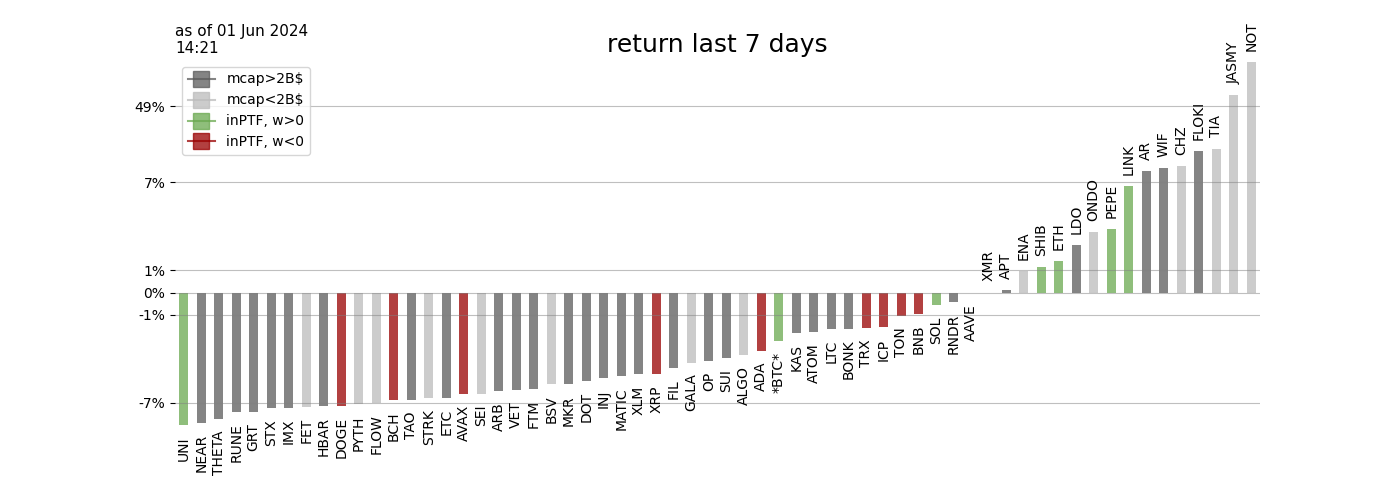 as of 01 Jun 2024
14:21
return last 7 days
mcap>2B$
mcap<2B$
inPTF, w>0
inPTF, w<0
49%
7%
1%
0%
-1%
-7%
UNI
NEAR
THETA
RUNE
GRT
STX
IMX
FET
HBAR
DOGE
PYTH
FLOW
BCH
TAO
STRK
ETC
AVAX
SEI
ARB
VET
FTM
BSV
MKR
DOT
INJ
MATIC
XLM
XRP
FIL
GALA
OP
SUI
ALGO
ADA
*BTC*
KAS
ATOM
LTC
BONK
TRX
ICP
TON
BNB
SOL
RNDR
AAVE
XMR
APT
ENA
SHIB
ETH
LDO
ONDO
PEPE
LINK
AR
WIF
CHZ
FLOKI
TIA
JASMY
NOT